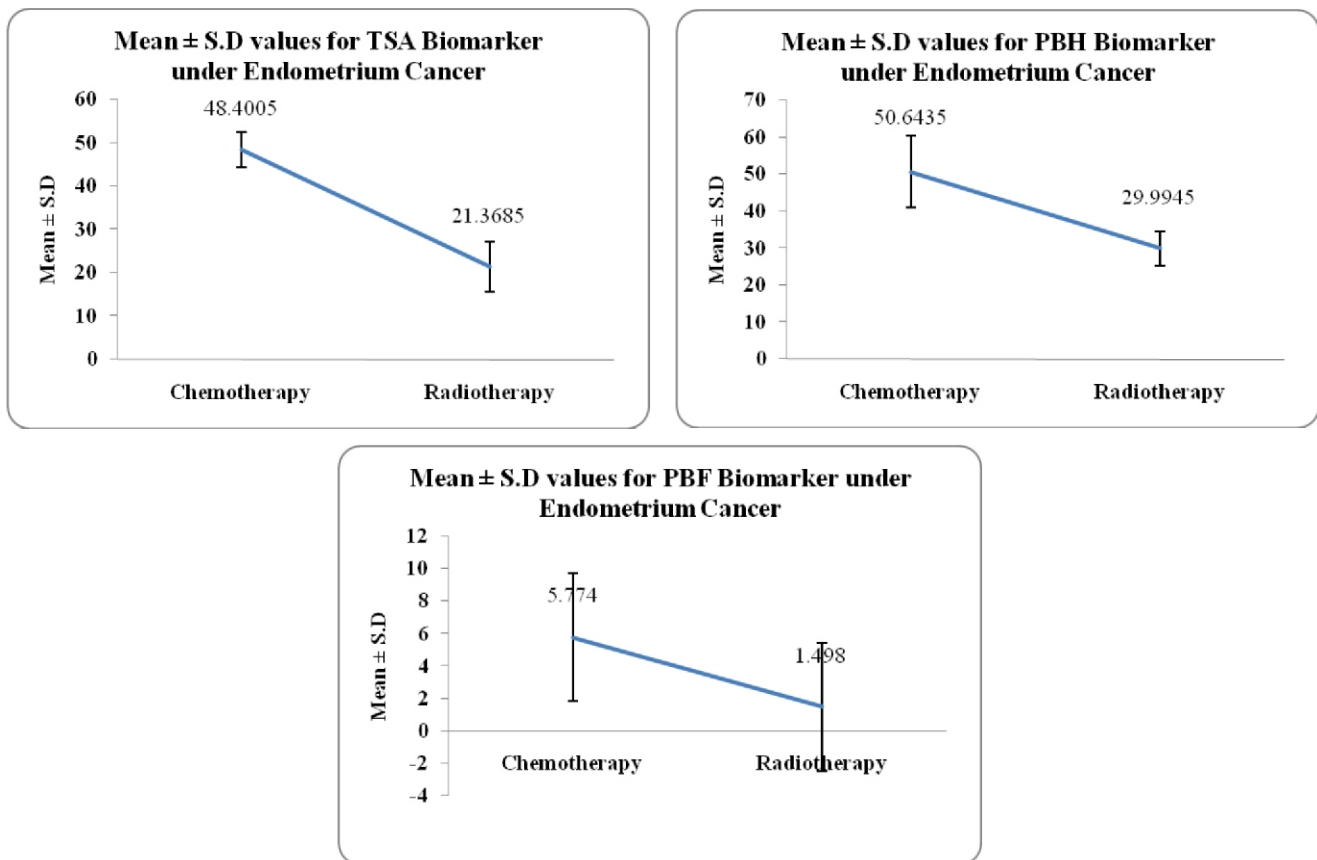 Mean ± S.D values for TSA Biomarker
under Endometrium Cancer
60
50
40
30
20
10
0
Mean ± S.D
48.4005
21.3685
Chemotherapy
Radiotherapy
Mean ± S.D values for PBH Biomarker
under Endometrium Cancer
70
60
50
40
30
20
10
0
Mean ± S.D
50.6435
29.9945
Chemotherapy
Radiotherapy
Mean ± S.D values for PBF Biomarker under
Endometrium Cancer
12
10
8
6
4
2
0
-2
-4
Mean ± S.D
5.774
1.498
Chemotherapy
Radiotherapy